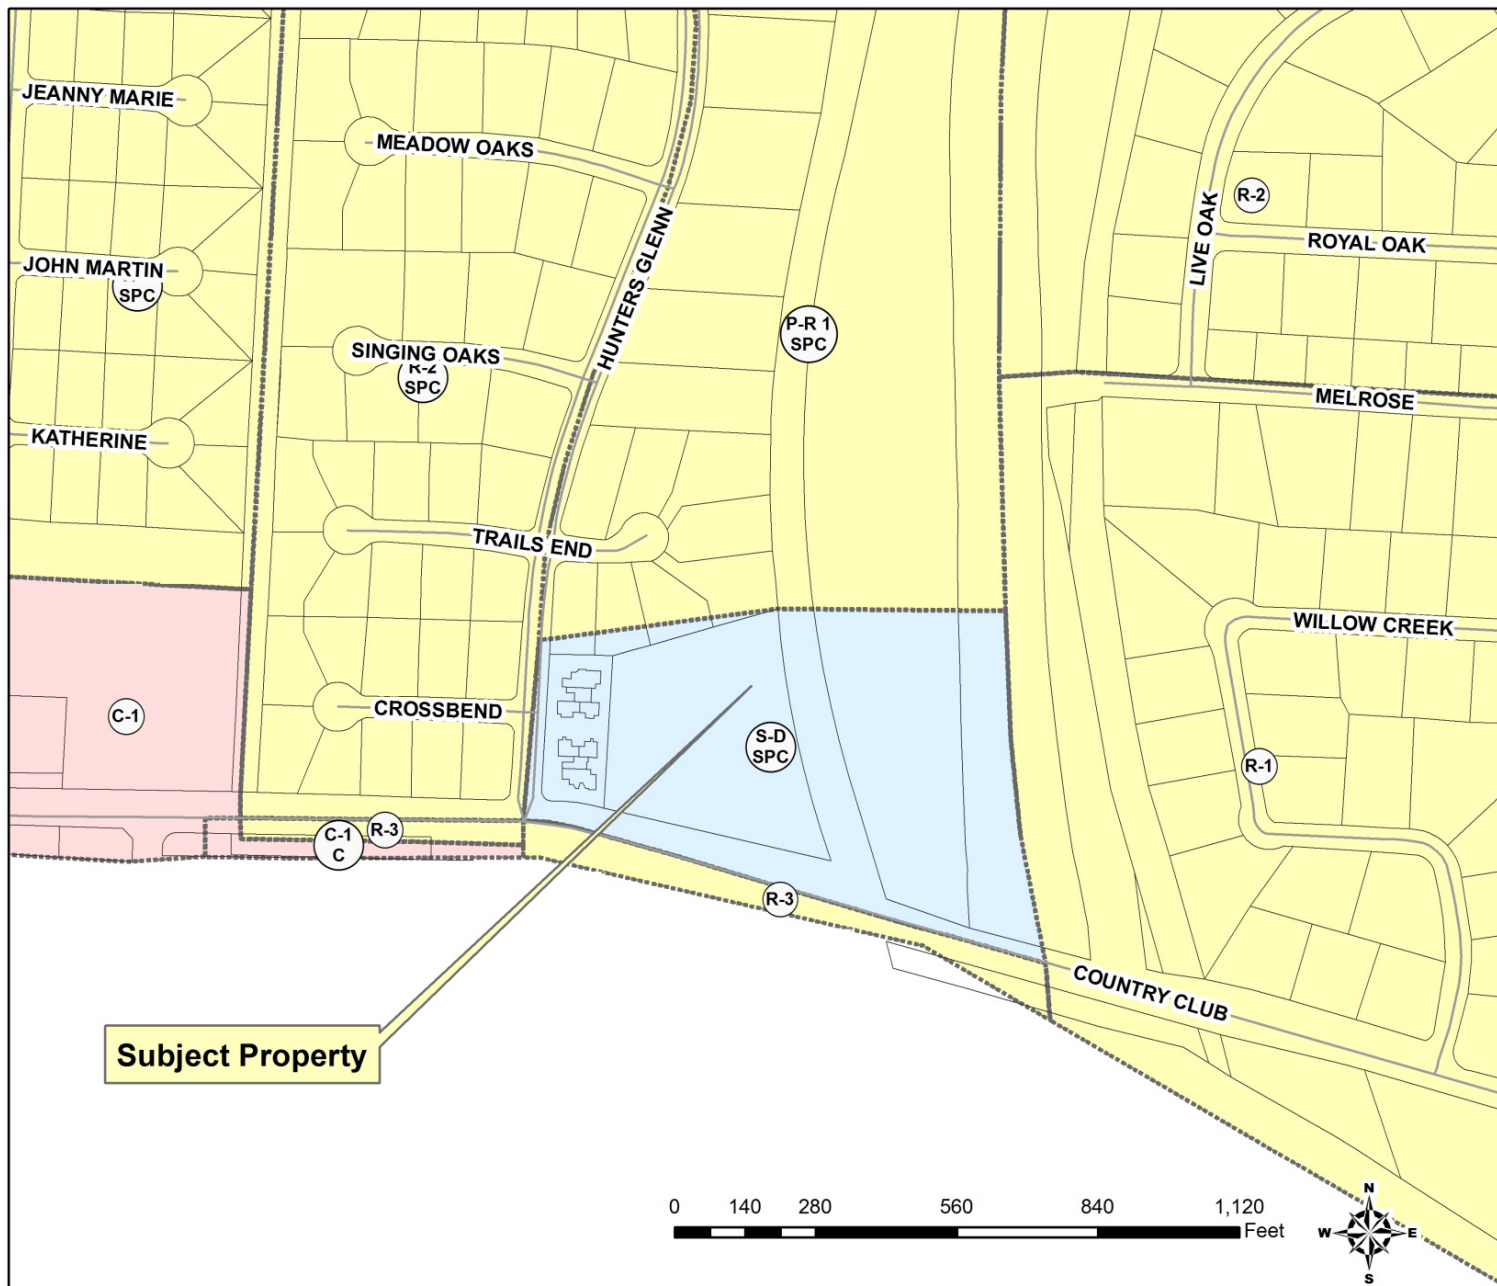 JEANNY MARIE
MEADOW OAKS
R-2
LIVE OAK
ROYAL OAK
HUNTERS GLENN
JOHN MARTIN
SPC
P-R 1
SPC
SINGING OAKS
R-2
SPC
MELROSE
KATHERINE
TRAILS END
WILLOW CREEK
C-1
CROSSBEND
S-D
SPC
R-1
C-1
C
R-3
R-3
COUNTRY CLUB
Subject Property
0 140 280 560 840 1,120
Feet
N
W E
S